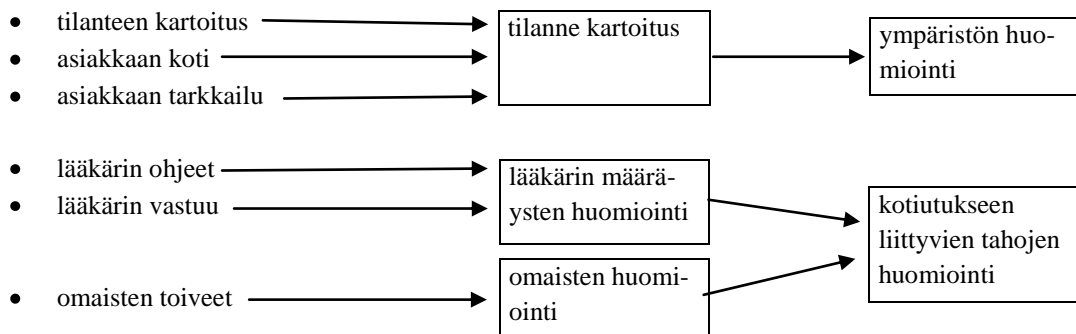 • tilanteen kartoitus
• asiakkaan koti
• asiakkaan tarkkailu
tilanne kartoitus
ympäristön huo-
miointi
• lääkärin ohjeet
• lääkärin vastuu
lääkärin määrä-
ysten huomiointi
• omaisten toiveet
omaisten huomi-
ointi
kotiutukseen
liittyvien tahojen
huomiointi